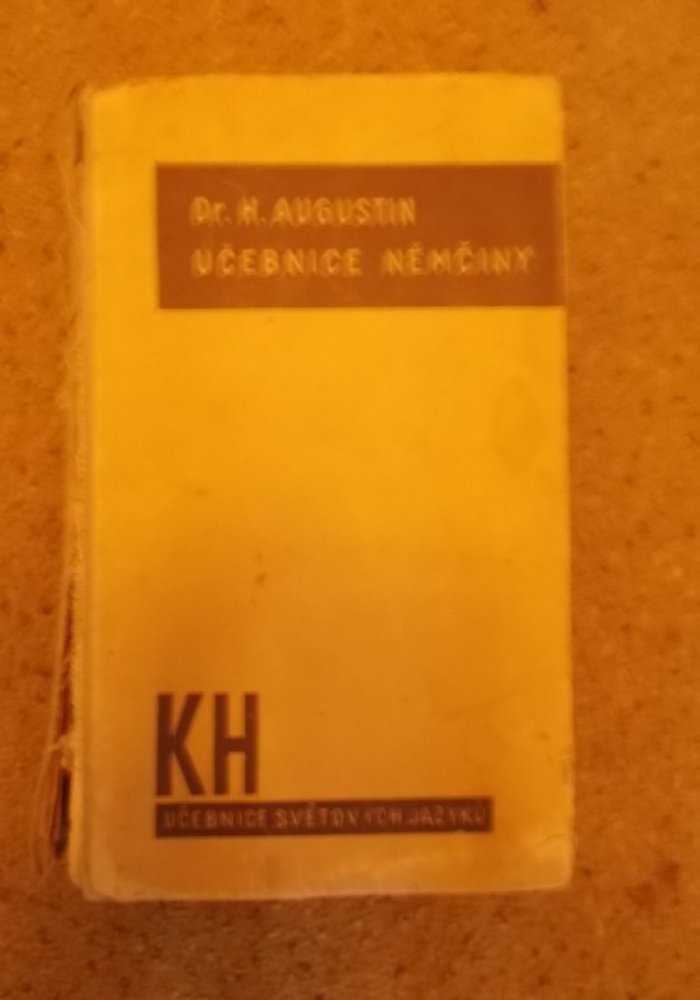 Dr. H. AUGUSTIN
UČEBNICE NĚMČINY
KH
UČEBNICE SVĚTOVÝCH JAZYKŮ